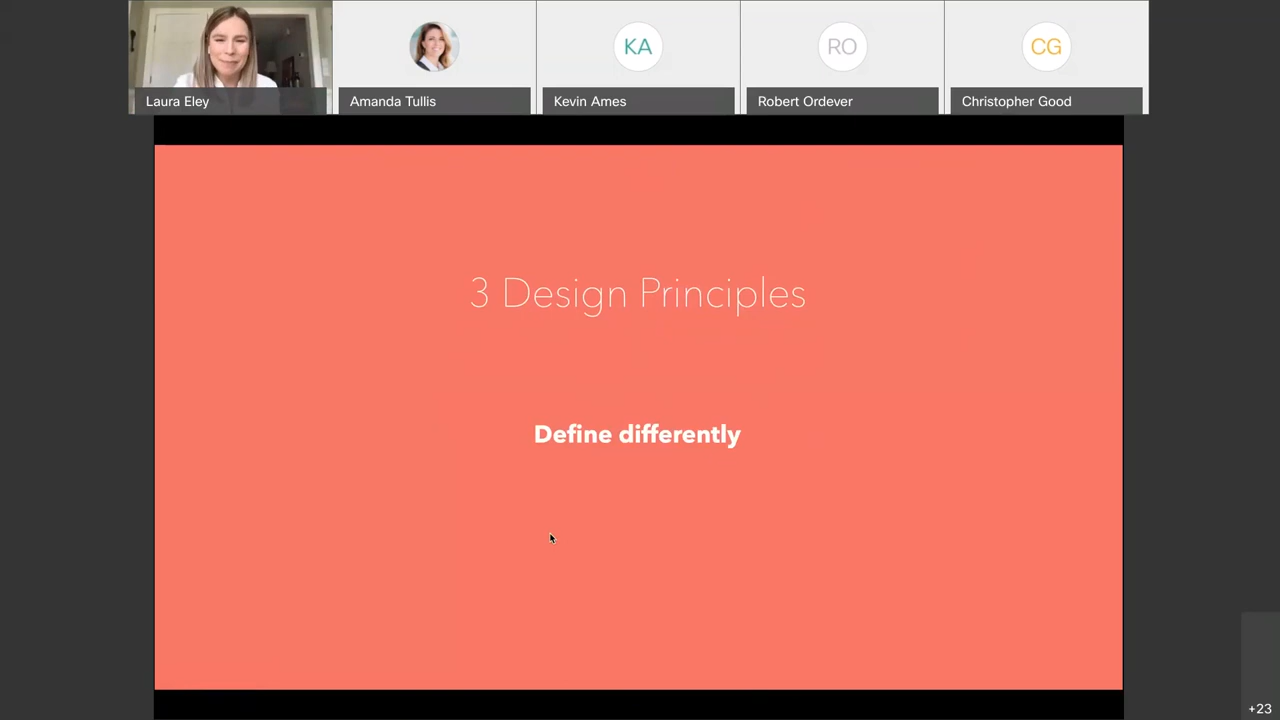 KA
RO
CG
Laura Eley
Amanda Tullis
Kevin Ames
Robert Ordever
Christopher Good
3 Design Principles
Define differently
+23